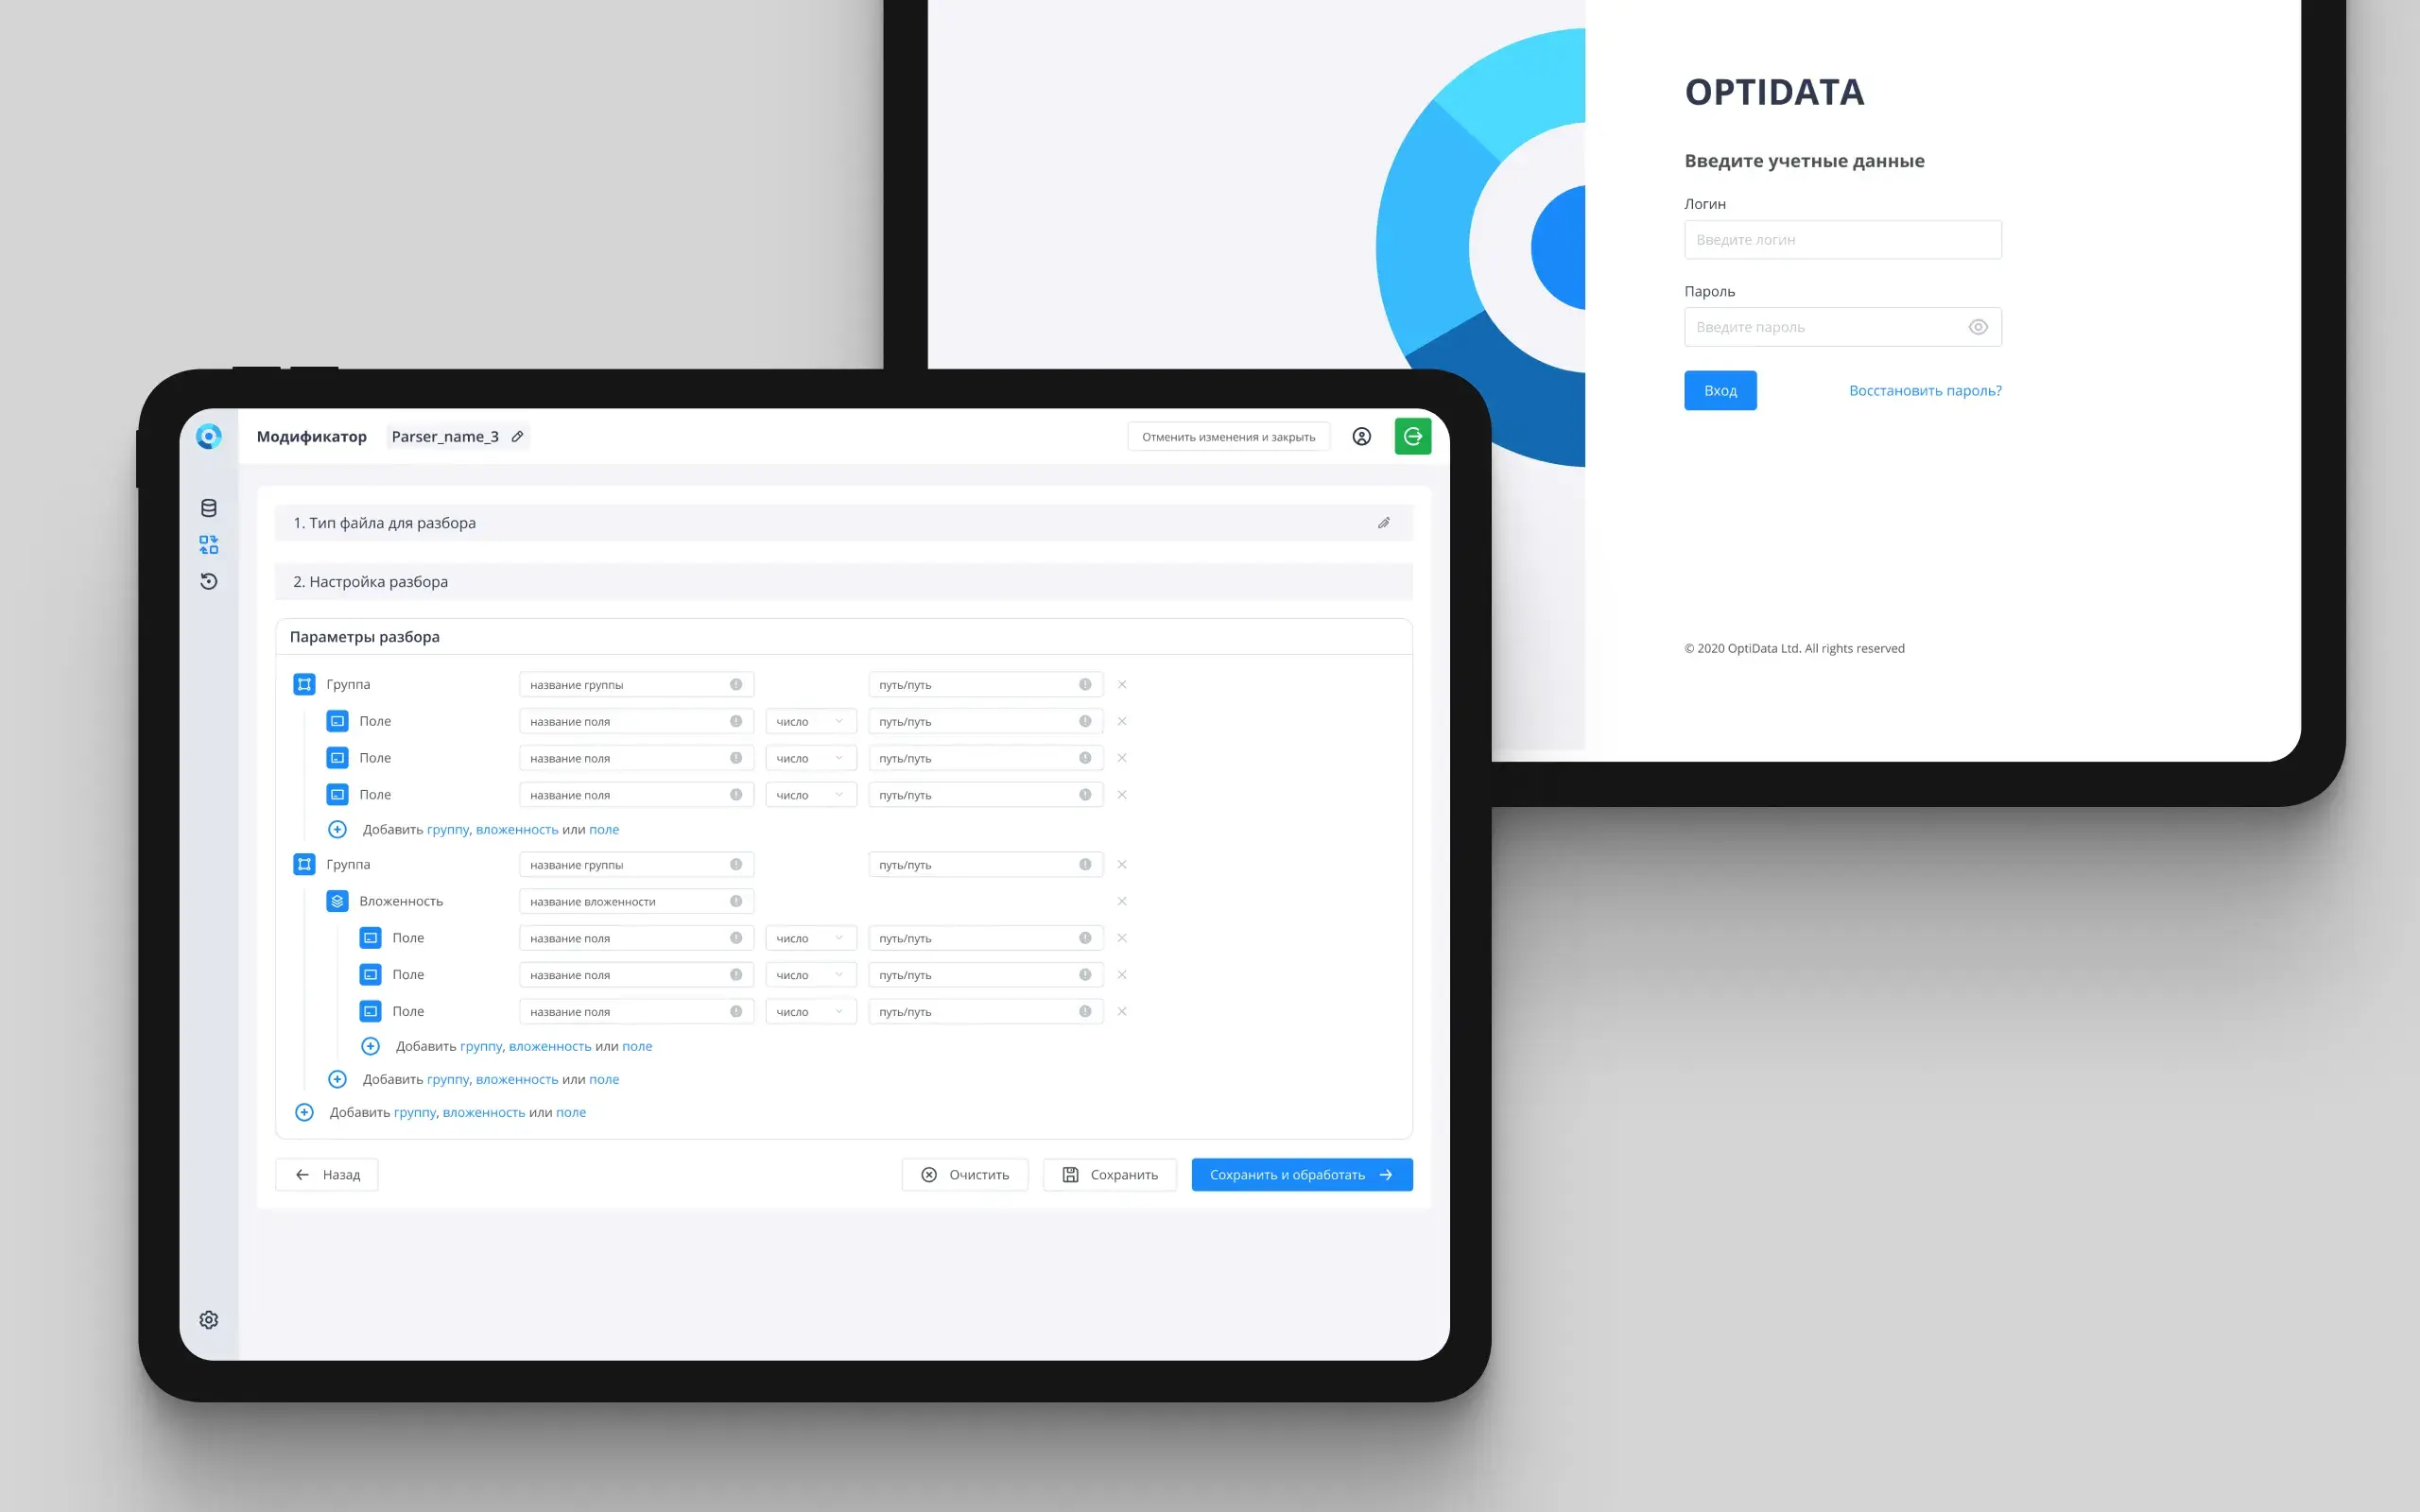 OPTIDATA
Введите учетные данные
Логин
Введите логин
Пароль
Введите пароль
Вход Восстановить пароль?
© 2020 OptiData Ltd. All rights reserved
Модификатор Parser_name_3 Отменить изменения и закрыть
1. Тип файла для разбора
2. Настройка разбора
Параметры разбора
Группа название группы путь/путь
Поле название поля число путь/путь
Поле название поля число путь/путь
Поле название поля число путь/путь
Добавить группу, вложенность или поле
Группа название группы путь/путь
Вложенность название вложенности
Поле название поля число путь/путь
Поле название поля число путь/путь
Поле название поля число путь/путь
Добавить группу, вложенность или поле
Добавить группу, вложенность или поле
Добавить группу, вложенность или поле
Назад Очистить Сохранить Сохранить и обработать